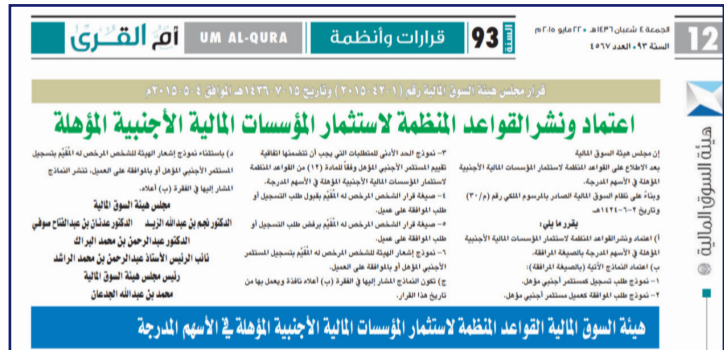 12
الجمعة ٤ شعبان ١٤٣٦هـ ٢٢ مايو ٢٠١٥م
السنة ٩٣ العدد ٤٥٦٧
السنة 93
قرارات وأنظمة
UM AL-QURA
أم القرى
هيئة السوق المالية
قرار مجلس هيئة السوق المالية رقم (١-٤٢-٢٠١٥) وتاريخ ١٥-٧-١٤٣٦هـ الموافق ٤-٥-٢٠١٥م
اعتماد ونشر القواعد المنظمة لاستثمار المؤسسات المالية الأجنبية المؤهلة
إن مجلس هيئة السوق المالية
بعد الاطلاع على القواعد المنظمة لاستثمار المؤسسات المالية الأجنبية
المؤهلة في الأسهم المدرجة.
وبناءً على نظام السوق المالية الصادر بالمرسوم الملكي رقم (م/٣٠)
وتاريخ ٢-٦-١٤٢٤هـ
يقرر ما يلي:
أ) اعتماد ونشر القواعد المنظمة لاستثمار المؤسسات المالية الأجنبية
المؤهلة في الأسهم المدرجة بالصيغة المرافقة.
ب) اعتماد النماذج الآتية (بالصيغة المرافقة):
١- نموذج طلب تسجيل كمستثمر أجنبي مؤهل.
٢- نموذج طلب الموافقة كعميل مستثمر أجنبي مؤهل.
٣- نموذج الحد الأدنى للمتطلبات التي يجب أن تتضمنها اتفاقية
تقييم المستثمر الأجنبي المؤهل وفقاً للمادة (١٢) من القواعد المنظمة
لاستثمار المؤسسات المالية الأجنبية المؤهلة في الأسهم المدرجة.
٤- صيغة قرار الشخص المرخص له المُقيّم بقبول طلب التسجيل أو
طلب الموافقة على عميل.
٥- صيغة قرار الشخص المرخص له المُقيّم برفض طلب التسجيل أو
طلب الموافقة على عميل.
٦- نموذج إشعار الهيئة للشخص المرخص له المُقيّم بتسجيل المستثمر
الأجنبي المؤهل أو بالموافقة على العميل.
ج) تكون النماذج المشار إليها في الفقرة (ب) أعلاه نافذة ويعمل بها من
تاريخ هذا القرار.
د) باستثناء نموذج إشعار الهيئة للشخص المرخص له المُقيّم بتسجيل
المستثمر الأجنبي المؤهل أو بالموافقة على العميل، تنشر النماذج
المشار إليها في الفقرة (ب) أعلاه.
مجلس هيئة السوق المالية
الدكتور نجم بن عبدالله الزيد الدكتور عدنان بن عبدالفتاح صوفي
الدكتور عبدالرحمن بن محمد البراك
نائب الرئيس الأستاذ عبدالرحمن بن محمد الراشد
رئيس مجلس هيئة السوق المالية
محمد بن عبدالله الجدعان
هيئة السوق المالية القواعد المنظمة لاستثمار المؤسسات المالية الأجنبية المؤهلة في الأسهم المدرجة